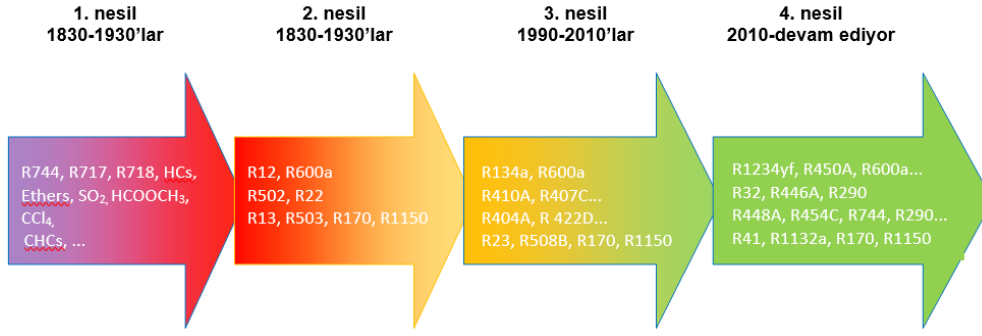 1. nesil
1830-1930’lar
2. nesil
1830-1930’lar
3. nesil
1990-2010’lar
4. nesil
2010-devam ediyor
R744, R717, R718, HCs,
Ethers, SO2, HCOOCH3,
CCl4,
CHCs, ...
R12, R600a
R502, R22
R13, R503, R170, R1150
R134a, R600a
R410A, R407C...
R404A, R 422D...
R23, R508B, R170, R1150
R1234yf, R450A, R600a...
R32, R446A, R290
R448A, R454C, R744, R290...
R41, R1132a, R170, R1150